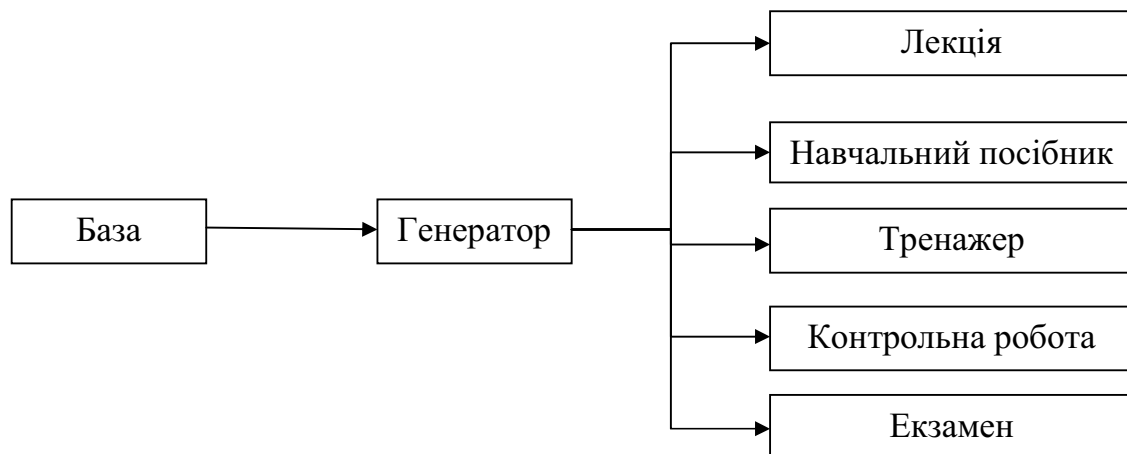 Лекція
Навчальний посібник
База
Генератор
Тренажер
Контрольна робота
Екзамен